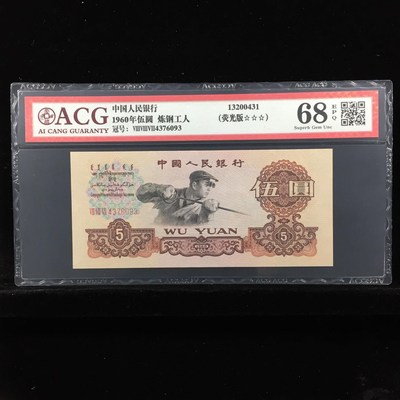 ACG
AI CANG GUARANTY
中国人民银行
1960年伍圆 炼钢工人
冠号: VIIVIIIVII4376093
13200431
(荧光版☆☆☆)
68
EPQ
Superb Gem Unc
中国人民银行
伍圆
5
WU YUAN
5